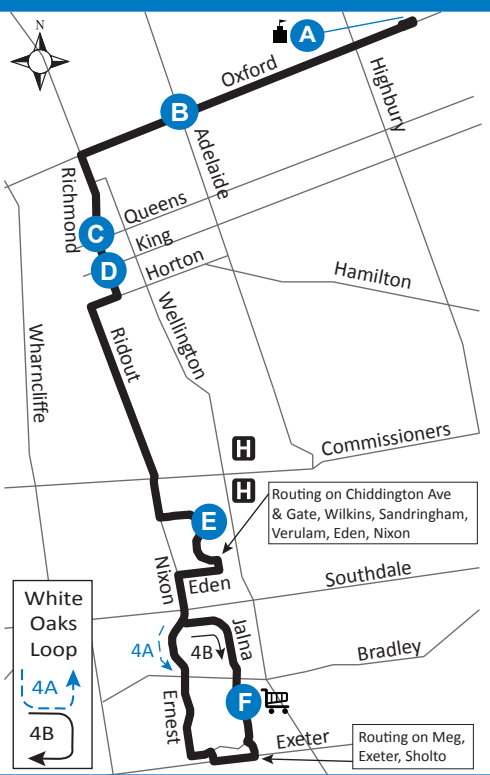 A
Oxford
Highbury
B
Adelaide
Richmond
Queens
C
King
D
Horton
Hamilton
Wellington
Ridout
Wharncliffe
H
Commissioners
H
E
Routing on Chiddington Ave
& Gate, Wilkins, Sandringham,
Verulam, Eden, Nixon
Nixon
Eden
Southdale
White
Oaks
Loop
4A
4B
4A
4B
Jalna
Bradley
F
Ernest
Exeter
Routing on Meg,
Exeter, Sholto